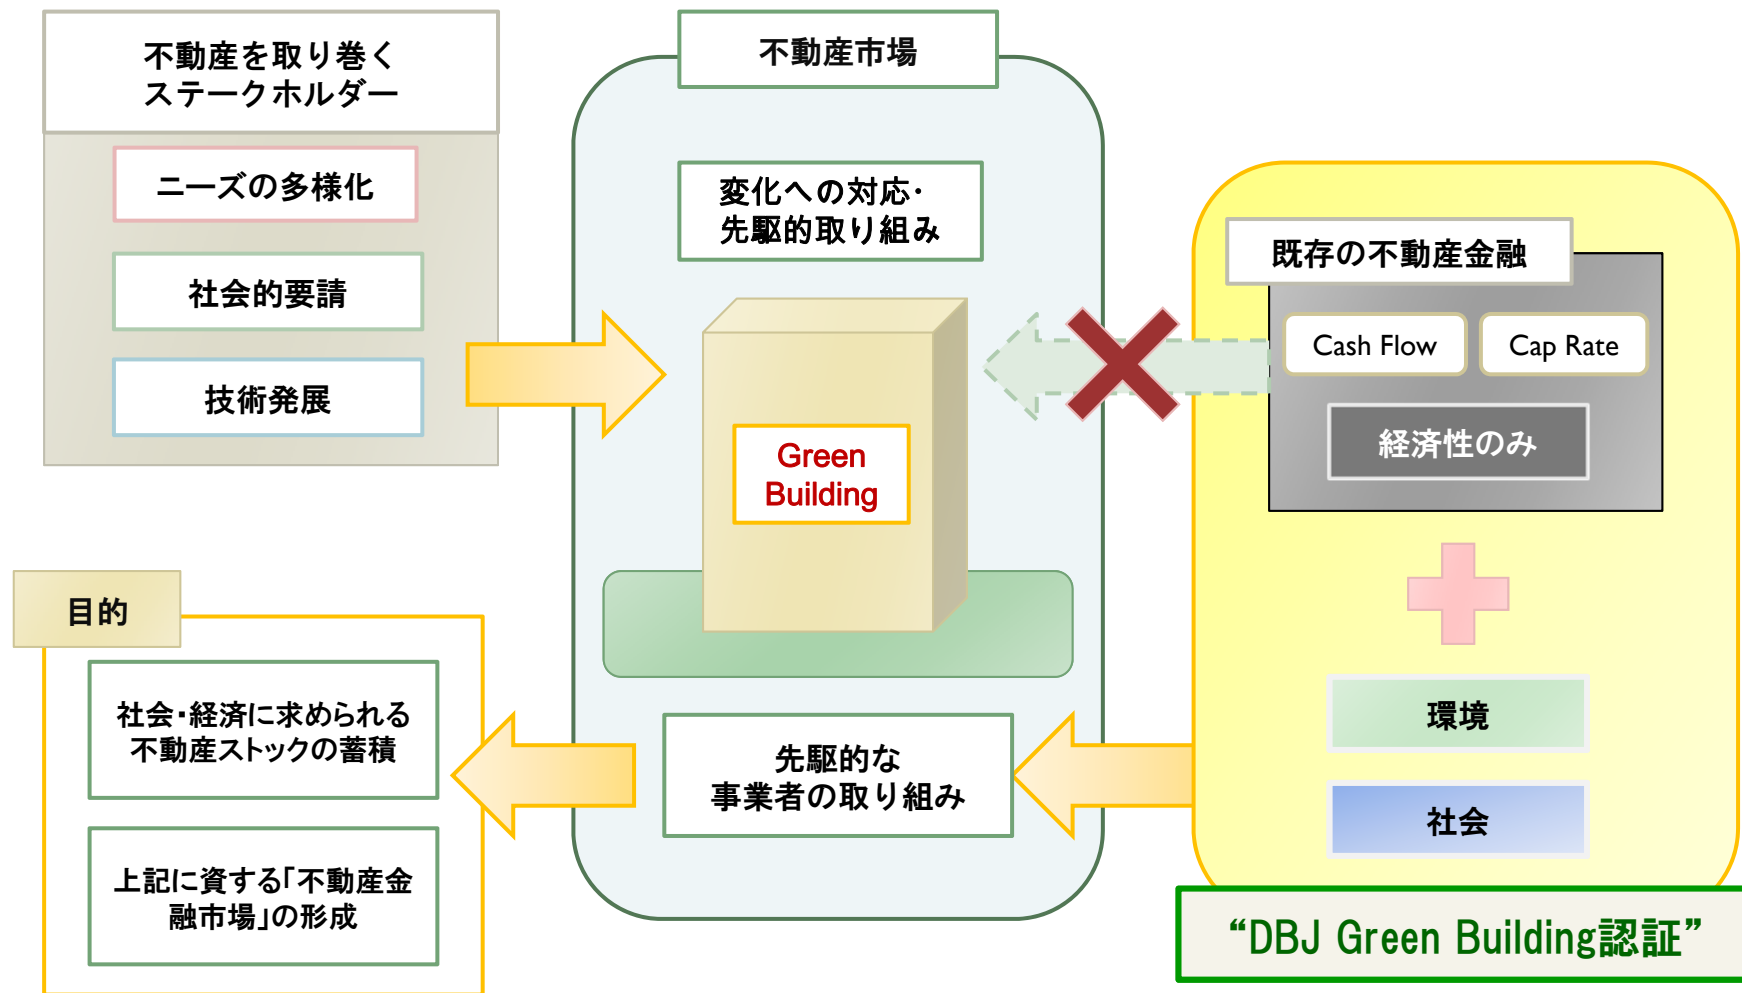 不動産を取り巻く
ステークホルダー
ニーズの多様化
社会的要請
技術発展
不動産市場
変化への対応・
先駆的取り組み
Green
Building
先駆的な
事業者の取り組み
既存の不動産金融
Cash Flow
Cap Rate
経済性のみ
環境
社会
“DBJ Green Building認証”
目的
社会・経済に求められる
不動産ストックの蓄積
上記に資する「不動産金
融市場」の形成